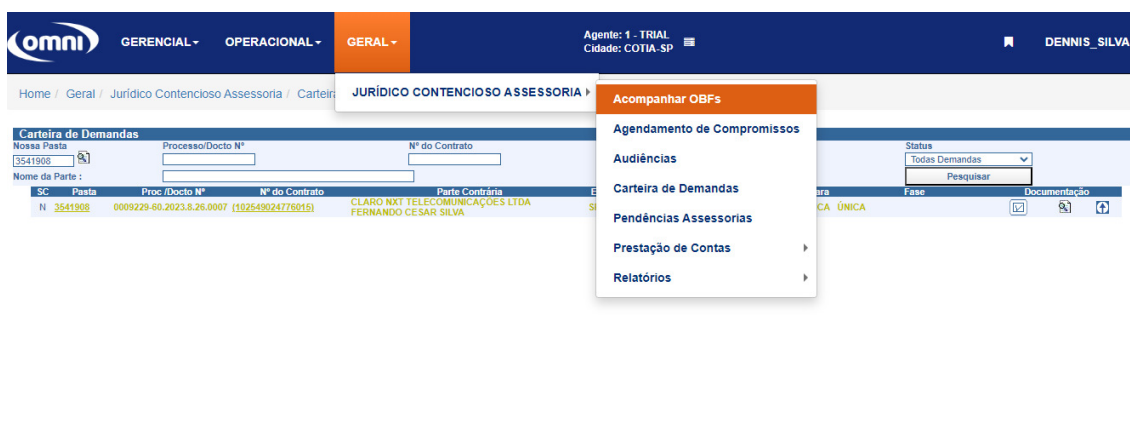 omni GERENCIAL OPERACIONAL GERAL Agente: 1 - TRIAL DENNIS_SILVA
Cidade: COTIA-SP
Home / Geral / Jurídico Contencioso Assessoria /
JURÍDICO CONTENCIOSO ASSESSORIA
Acompanhar OBFs
Agendamento de Compromissos
Audiências
Carteira de Demandas
Pendências Assessorias
Prestação de Contas
Relatórios
Carteira de Demandas
Nossa Pasta Processo/Docto Nº Nº do Contrato Status
3541908 Todas Demandas
Nome da Parte : Pesquisar
SC Pasta Proc /Docto Nº Nº do Contrato Parte Contrária Fase Documentação
N 3541908 0009229-60.2023.8.26.0007 (102549024776015) CLARO NXT TELECOMUNICAÇÕES LTDA ÚNICA
FERNANDO CESAR SILVA